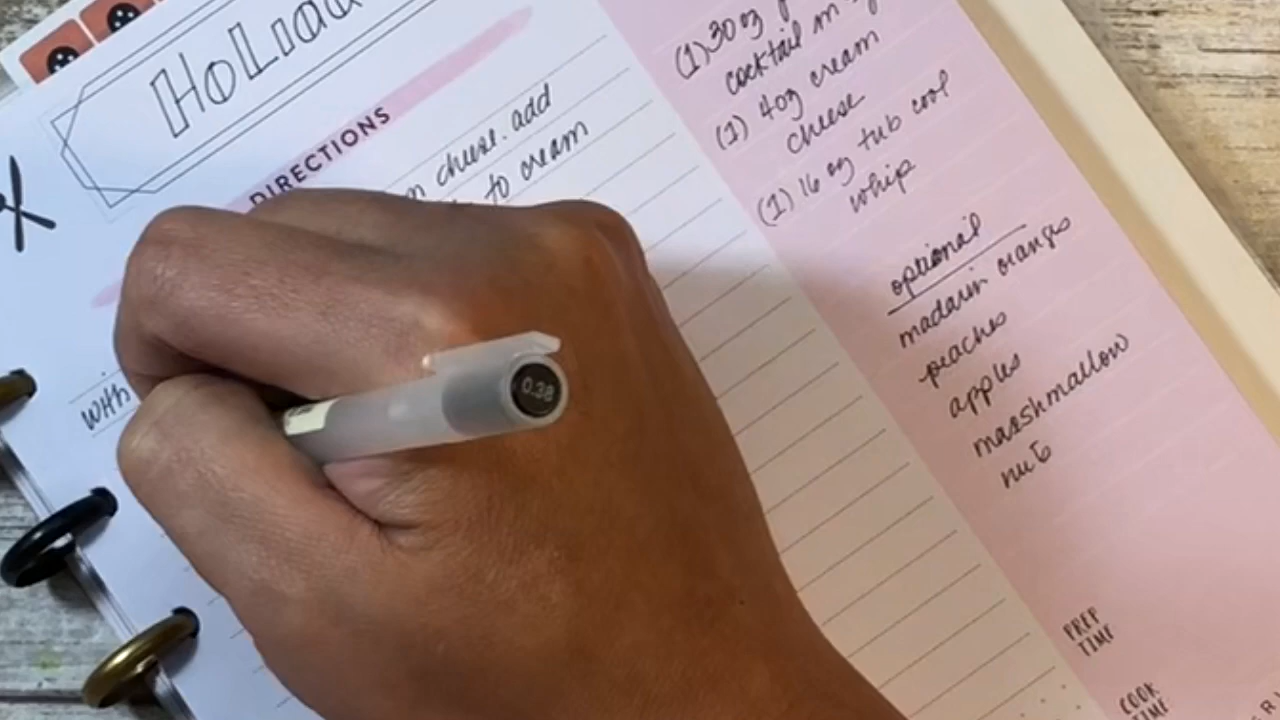 HoLida
DIRECTIONS
cheese. add
to cream
with
(1) 30 oz
cocktail in
(1) 4oz cream
cheese
(1) 16 oz tub cool
whip
optional
madarin oranges
peaches
apples
marshmallow
nuts
PREP
TIME
COOK
TIME
0.38